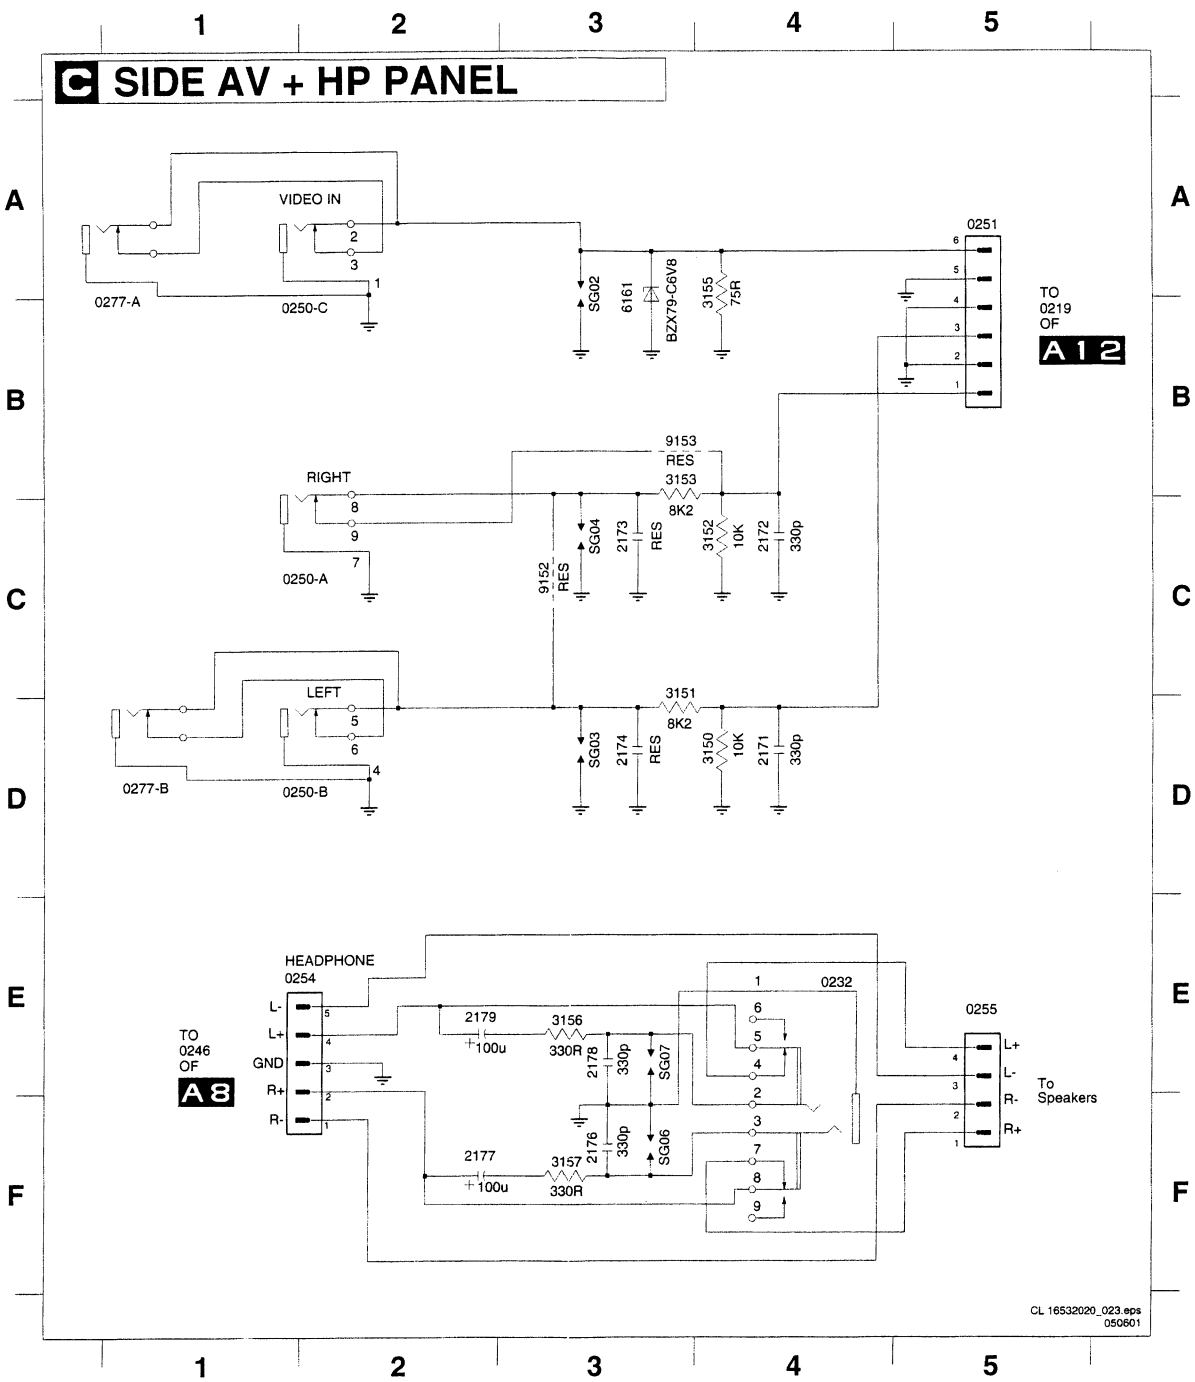 1 2 3 4 5
C SIDE AV + HP PANEL
A
A
VIDEO IN
2
3
1
0277-A
0250-C
SG02
6161
BZX79-C6V8
3155
75R
0251
6
5
4
3
2
1
TO
0219
OF
A12
B
B
RIGHT
8
9
7
0250-A
9153
RES
3153
8K2
9152
RES
SG04
2173
RES
3152
10K
2172
330p
C
C
LEFT
5
6
4
0277-B
0250-B
3151
8K2
SG03
2174
RES
3150
10K
2171
330p
D
D
HEADPHONE
0254
L-
L+
GND
R+
R-
5
4
3
2
1
TO
0246
OF
A8
E
E
2179
+100u
3156
330R
2178
330p
SG07
2176
330p
SG06
2177
+100u
3157
330R
1
0232
6
5
4
2
3
7
8
9
0255
L+
4
L-
3
R-
2
R+
1
To
Speakers
F
F
CL 16532020_023.eps
050601
1 2 3 4 5